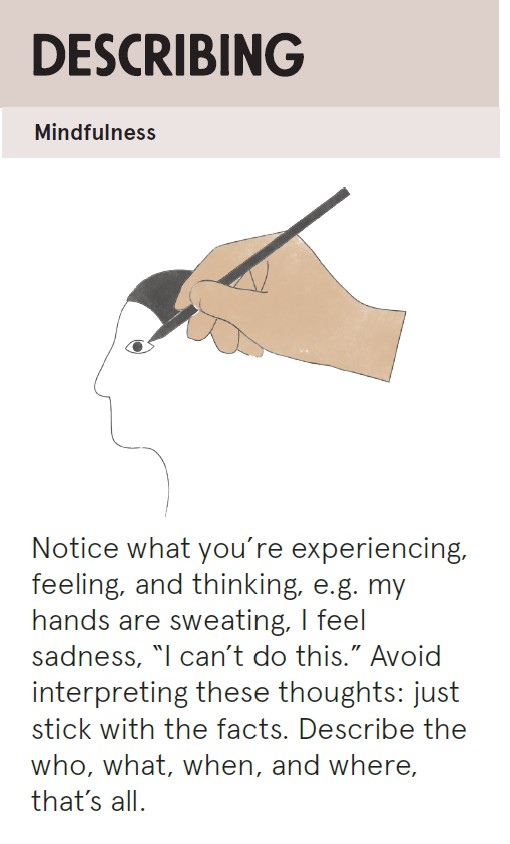 DESCRIBING
Mindfulness
Notice what you’re experiencing,
feeling, and thinking, e.g. my
hands are sweating, I feel
sadness, “I can’t do this.” Avoid
interpreting these thoughts: just
stick with the facts. Describe the
who, what, when, and where,
that’s all.